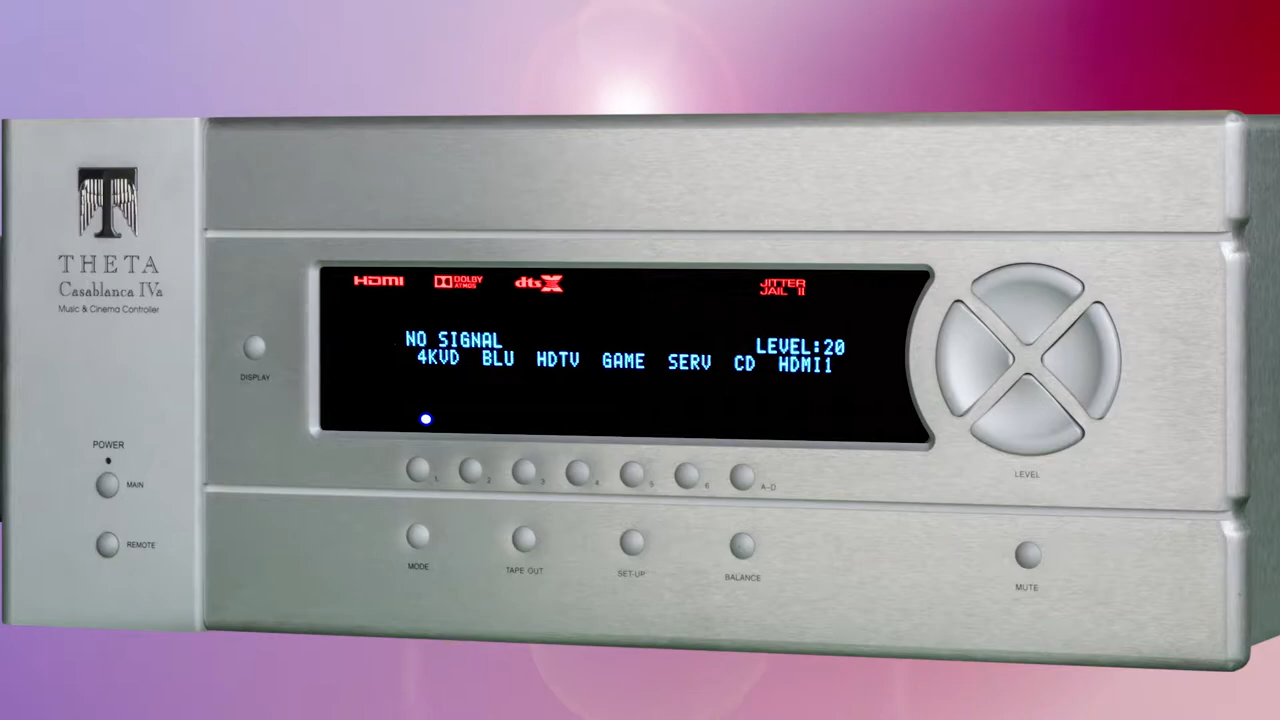 T
THETA
Casablanca IVa
Music & Cinema Controller
HDMI DOLBY ATMOS dts X JITTER JAIL II
NO SIGNAL LEVEL:20
4KVD BLU HDTV GAME SERV CD HDMI1
DISPLAY
POWER
MAIN
REMOTE
1 2 3 4 5 6 A-D
LEVEL
MODE TAPE OUT SET-UP BALANCE MUTE